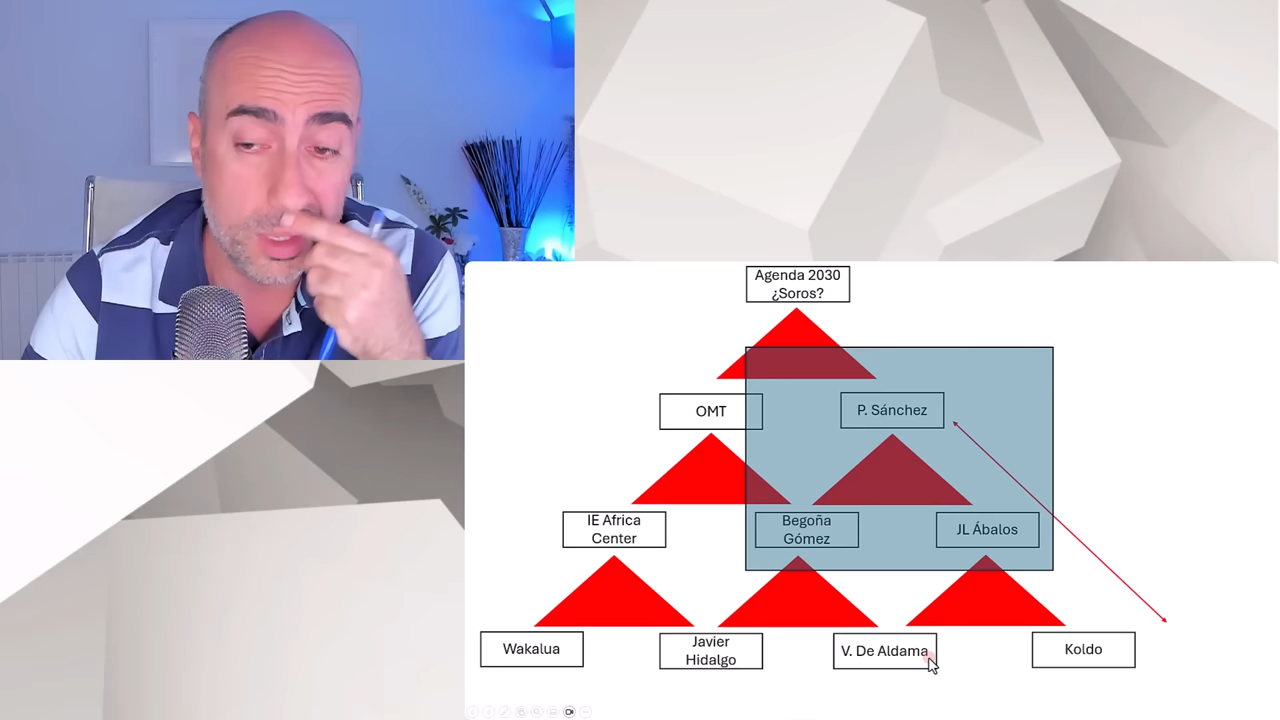 Agenda 2030
¿Soros?
OMT
P. Sánchez
IE Africa
Center
Begoña
Gómez
JL Ábalos
Wakalua
Javier
Hidalgo
V. De Aldama
Koldo